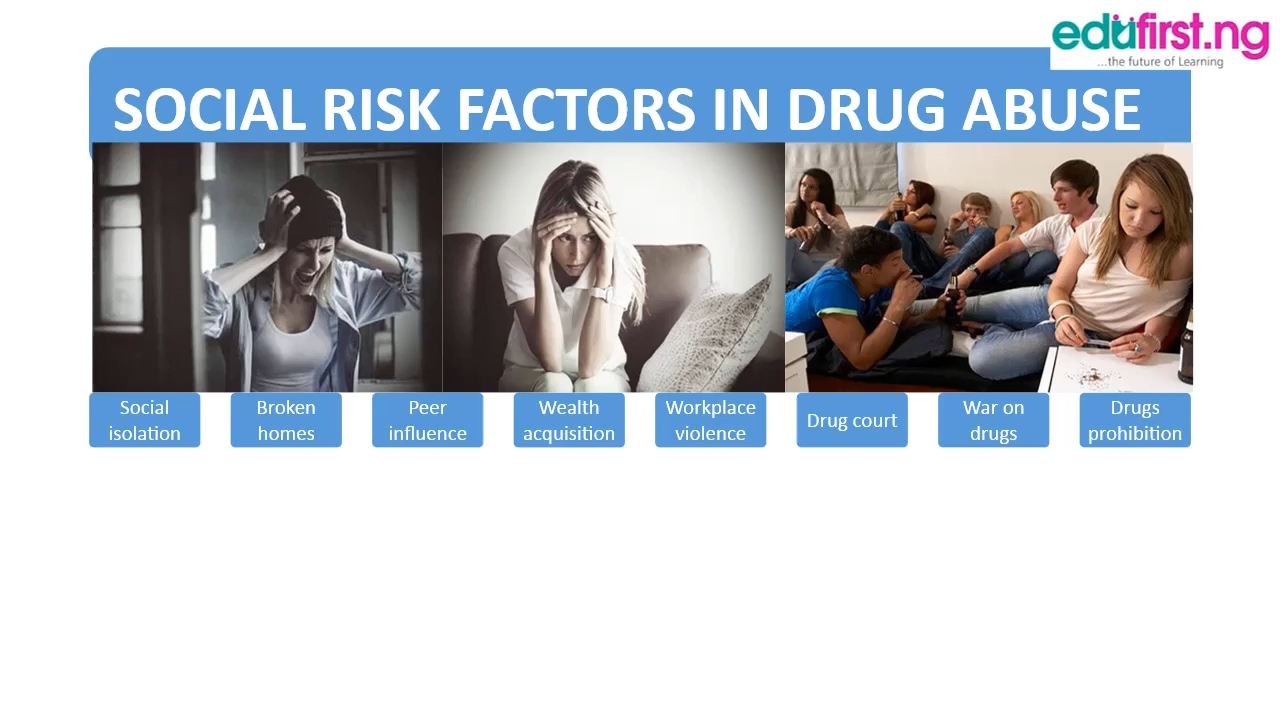 edufirst.ng
...the future of Learning
SOCIAL RISK FACTORS IN DRUG ABUSE
Social
isolation
Broken
homes
Peer
influence
Wealth
acquisition
Workplace
violence
Drug court
War on
drugs
Drugs
prohibition